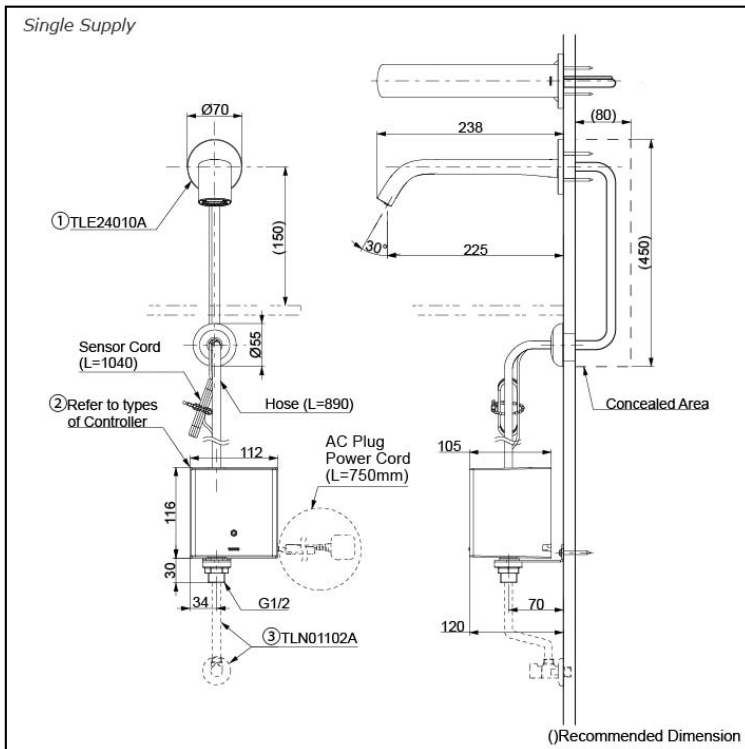 Single Supply
(80)
Ø70
238
①TLE24010A
(150)
30°
225
(450)
Ø55
Sensor Cord
(L=1040)
Hose (L=890)
Concealed Area
②Refer to types
of Controller
112
AC Plug
Power Cord
(L=750mm)
105
116
30
34
G1/2
70
120
③TLN01102A
()Recommended Dimension